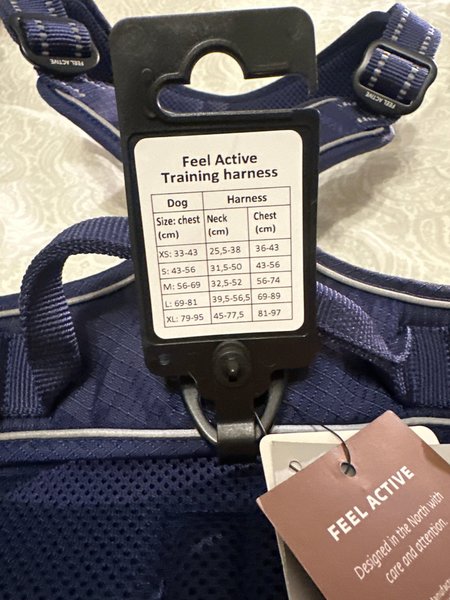 FEEL ACTIVE
FEEL ACTIVE
Feel Active
Training harness
Dog Harness
Size: chest (cm) Neck (cm) Chest (cm)
XS: 33-43 25,5-38 36-43
S: 43-56 31,5-50 43-56
M: 56-69 32,5-52 56-74
L: 69-81 39,5-56,5 69-89
XL: 79-95 45-77,5 81-97
FEEL ACTIVE
Designed in the North with
care and attention.